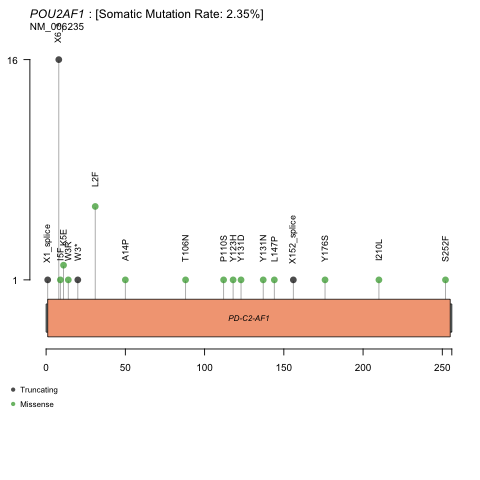 POU2AF1 : [Somatic Mutation Rate: 2.35%]
NM_006235
16
L2F
X1_splice
I5F
K5E
W3R
W3*
A14P
T106N
P110S
Y123H
Y131D
Y131N
L147P
X152_splice
Y176S
I210L
S252F
1
PD-C2-AF1
0 50 100 150 200 250
Truncating
Missense